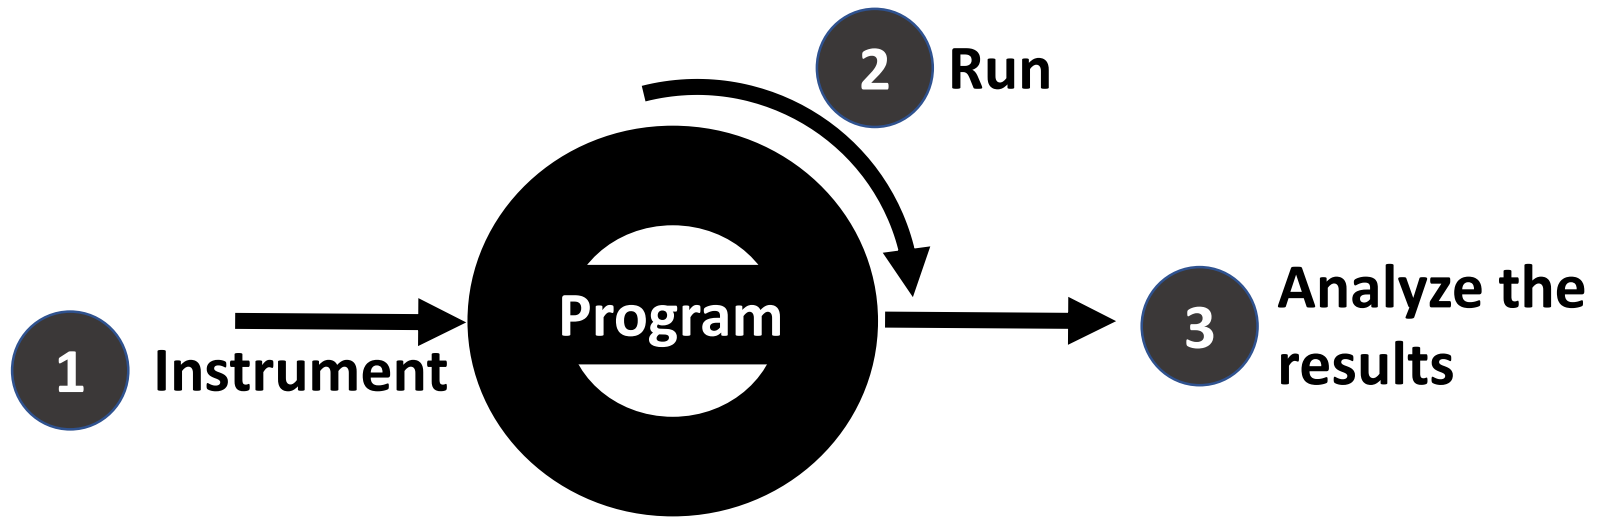 1
Instrument
Program
2
Run
3
Analyze the
results